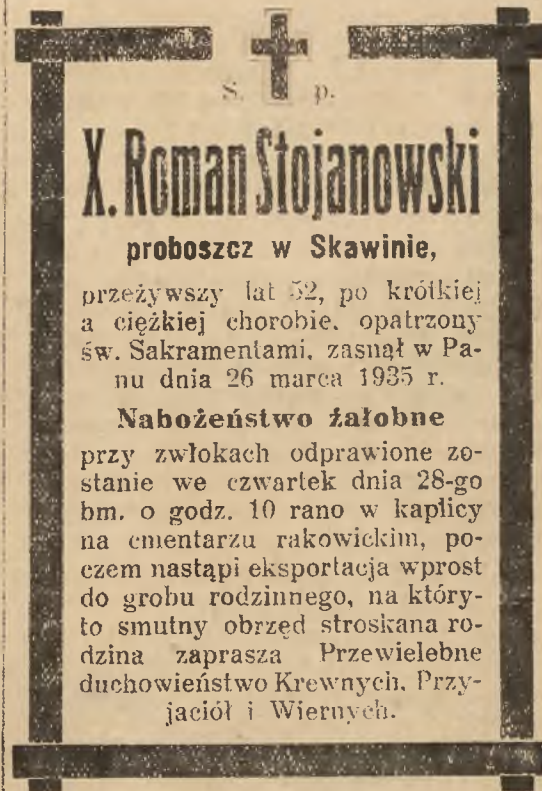 Ś. p.
X. Roman Stojanowski
proboszcz w Skawinie,
przeżywszy lat 52, po krótkiej
a ciężkiej chorobie, opatrzony
św. Sakramentami, zasnął w Pa-
nu dnia 26 marca 1935 r.
Nabożeństwo żałobne
przy zwłokach odprawione zo-
stanie we czwartek dnia 28-go
bm. o godz. 10 rano w kaplicy
na cmentarzu rakowickim, po-
czem nastąpi eksportacja wprost
do grobu rodzinnego, na który-
to smutny obrzęd stroskana ro-
dzina zaprasza Przewielebne
duchowieństwo Krewnych, Przy-
jaciół i Wiernych.